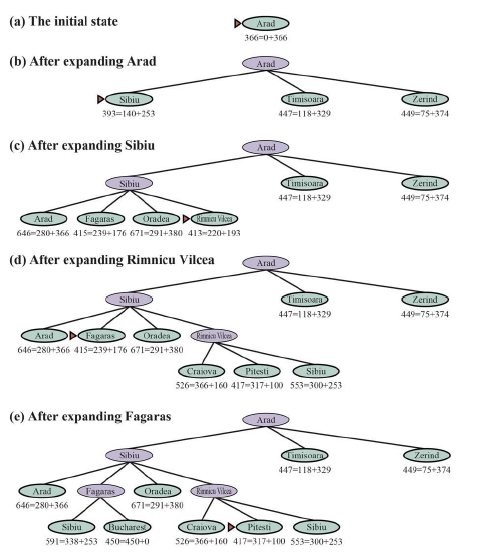 (a) The initial state
Arad
366=0+366
(b) After expanding Arad
Arad
Sibiu Timisoara Zerind
393=140+253 447=118+329 449=75+374
(c) After expanding Sibiu
Arad
Sibiu Timisoara Zerind
447=118+329 449=75+374
Arad Fagaras Oradea Rimnicu Vilcea
646=280+366 415=239+176 671=291+380 413=220+193
(d) After expanding Rimnicu Vilcea
Arad
Sibiu Timisoara Zerind
447=118+329 449=75+374
Arad Fagaras Oradea Rimnicu Vilcea
646=280+366 415=239+176 671=291+380
Craiova Pitesti Sibiu
526=366+160 417=317+100 553=300+253
(e) After expanding Fagaras
Arad
Sibiu Timisoara Zerind
447=118+329 449=75+374
Arad Fagaras Oradea Rimnicu Vilcea
646=280+366 671=291+380
Sibiu Bucharest Craiova Pitesti Sibiu
591=338+253 450=450+0 526=366+160 417=317+100 553=300+253